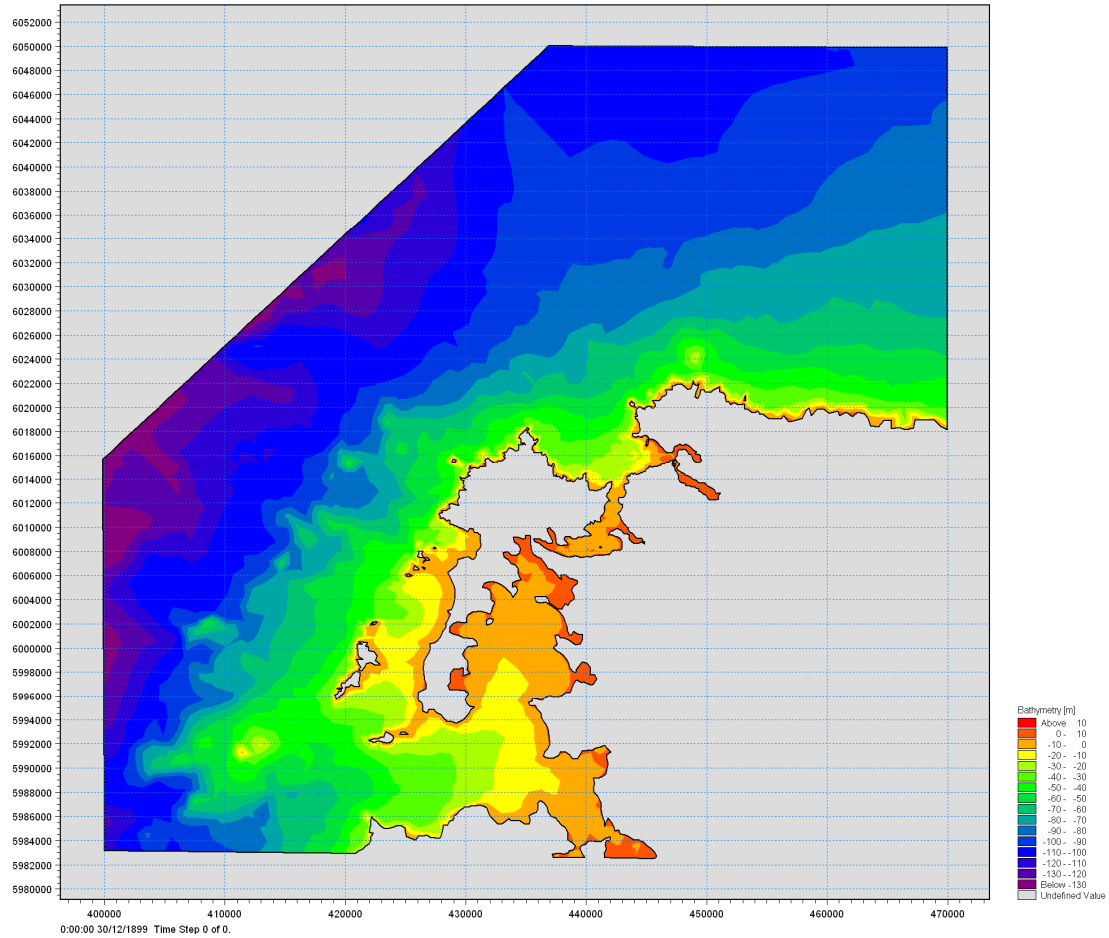 6052000
6050000
6048000
6046000
6044000
6042000
6040000
6038000
6036000
6034000
6032000
6030000
6028000
6026000
6024000
6022000
6020000
6018000
6016000
6014000
6012000
6010000
6008000
6006000
6004000
6002000
6000000
5998000
5996000
5994000
5992000
5990000
5988000
5986000
5984000
5982000
5980000
400000 410000 420000 430000 440000 450000 460000 470000
0:00:00 30/12/1899 Time Step 0 of 0.
Bathymetry [m]
Above 10
0 - 10
-10 - 0
-20 - -10
-30 - -20
-40 - -30
-50 - -40
-60 - -50
-70 - -60
-80 - -70
-90 - -80
-100 - -90
-110 - -100
-120 - -110
-130 - -120
Below -130
Undefined Value